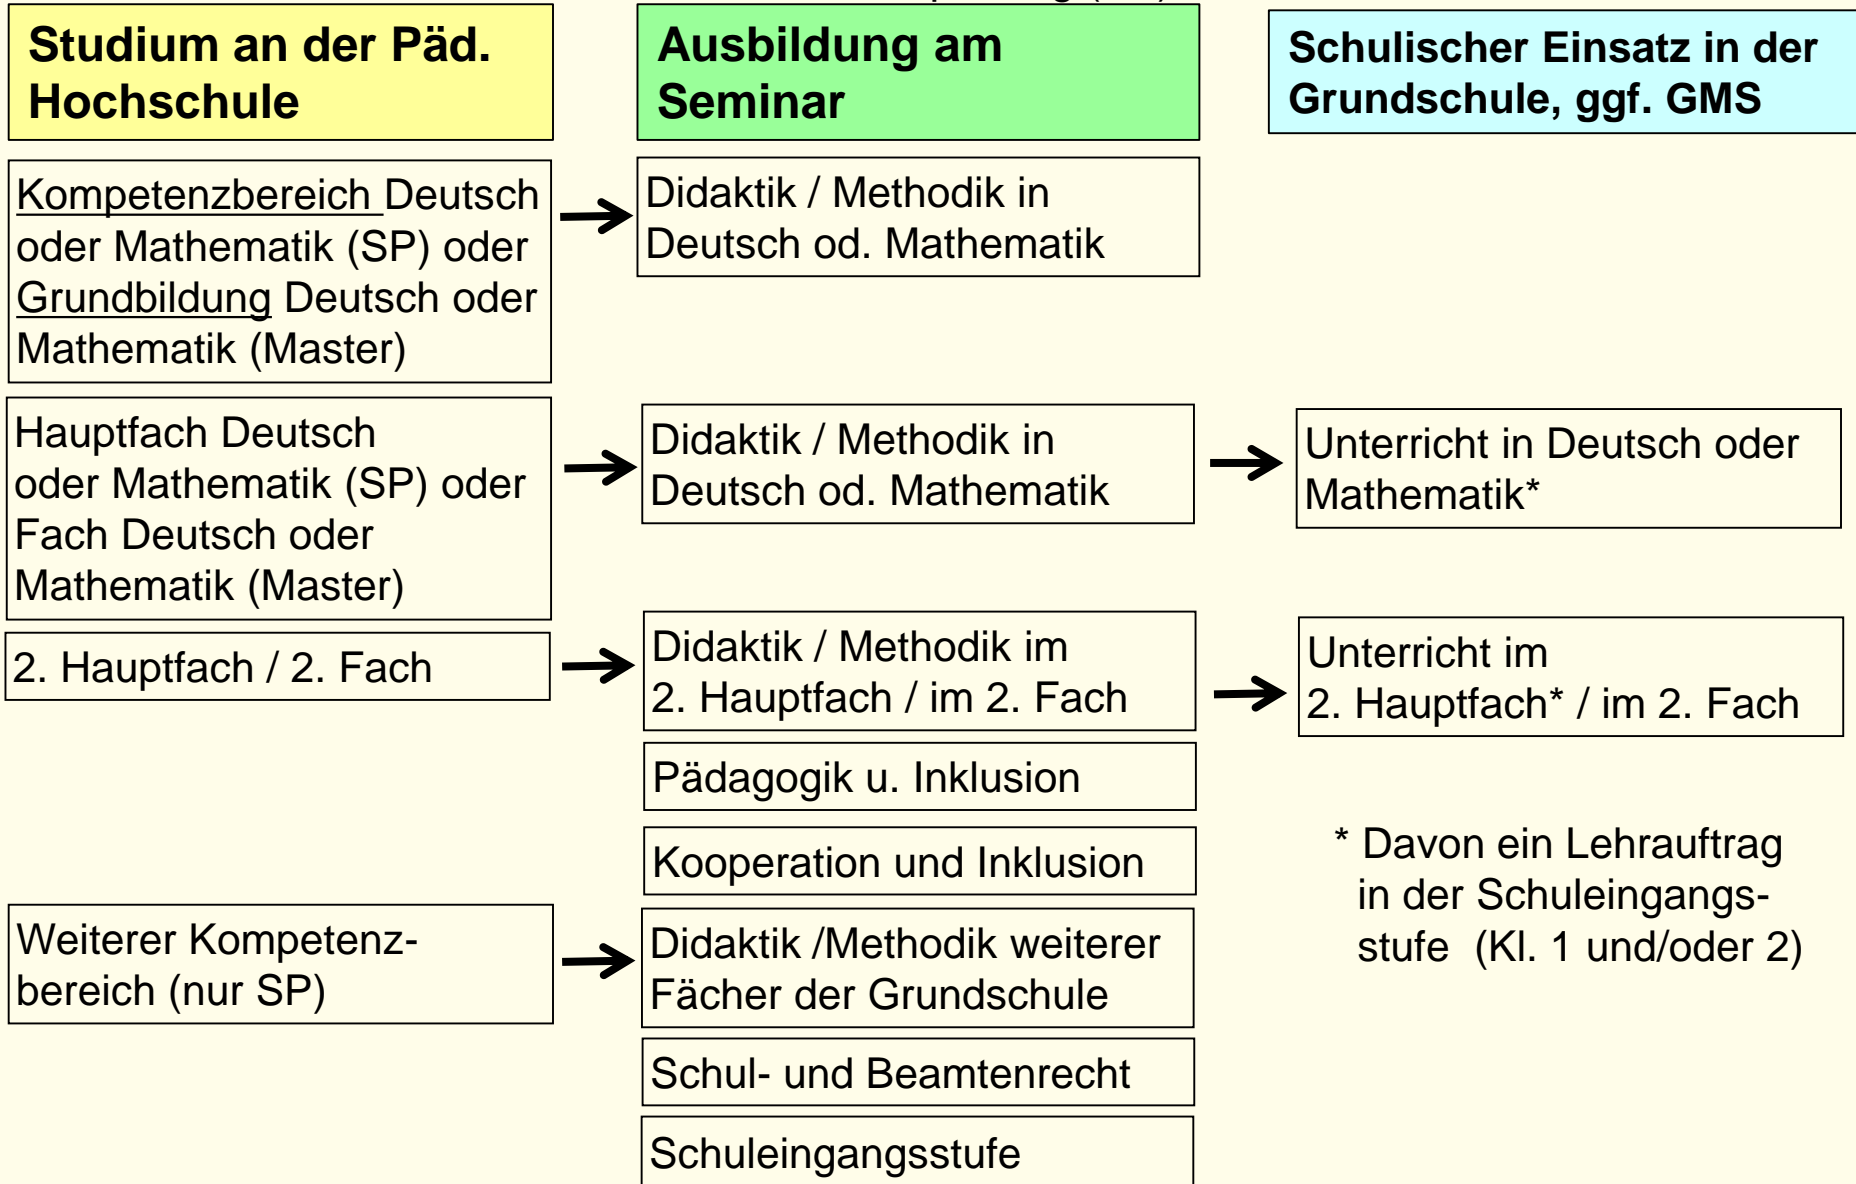 Studium an der Päd.
Hochschule
Ausbildung am
Seminar
Schulischer Einsatz in der
Grundschule, ggf. GMS
Kompetenzbereich Deutsch
oder Mathematik (SP) oder
Grundbildung Deutsch oder
Mathematik (Master)
Didaktik / Methodik in
Deutsch od. Mathematik
Hauptfach Deutsch
oder Mathematik (SP) oder
Fach Deutsch oder
Mathematik (Master)
Didaktik / Methodik in
Deutsch od. Mathematik
Unterricht in Deutsch oder
Mathematik*
2. Hauptfach / 2. Fach
Didaktik / Methodik im
2. Hauptfach / im 2. Fach
Unterricht im
2. Hauptfach* / im 2. Fach
Pädagogik u. Inklusion
Kooperation und Inklusion
* Davon ein Lehrauftrag
in der Schuleingangs-
stufe (Kl. 1 und/oder 2)
Weiterer Kompetenz-
bereich (nur SP)
Didaktik /Methodik weiterer
Fächer der Grundschule
Schul- und Beamtenrecht
Schuleingangsstufe